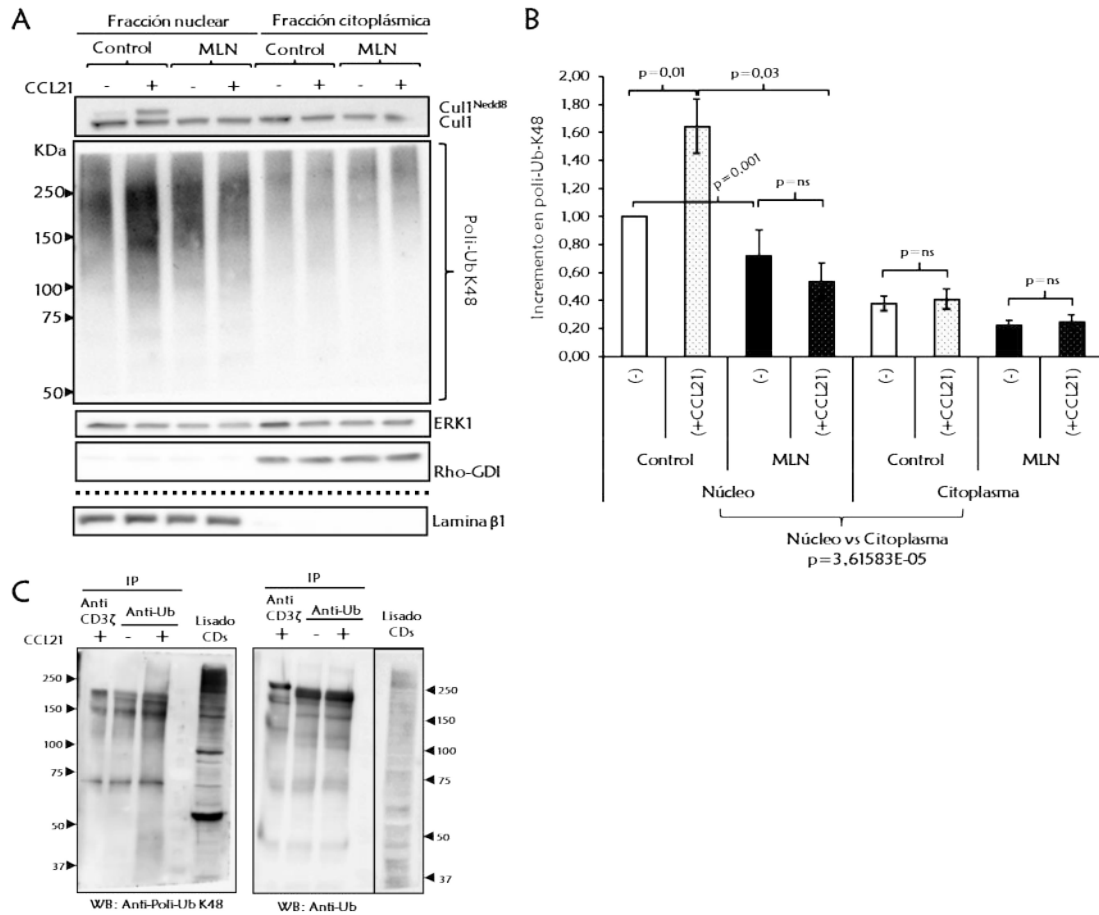 A
Fracción nuclear Fracción citoplásmica
Control MLN Control MLN
CCL21 - + - + - + - +
Cul1Nedd8
Cul1
KDa
250
150
100
75
50
Poli-Ub K48
ERK1
Rho-GDI
Lamina β1
B
Incremento en poli-Ub-K48
2,00
1,80
1,60
1,40
1,20
1,00
0,80
0,60
0,40
0,20
0,00
p=0,01 p=0,03
p=0,001
p=ns
p=ns
p=ns
(-) (+CCL21) (-) (+CCL21) (-) (+CCL21) (-) (+CCL21)
Control MLN Control MLN
Núcleo Citoplasma
Núcleo vs Citoplasma
p=3,61583E-05
C
IP
Anti CD3ζ Anti-Ub Lisado CDs
CCL21 + - +
250
150
100
75
50
37
WB: Anti-Poli-Ub K48
IP
Anti CD3ζ Anti-Ub Lisado CDs
+ - +
250
150
100
75
50
37
WB: Anti-Ub